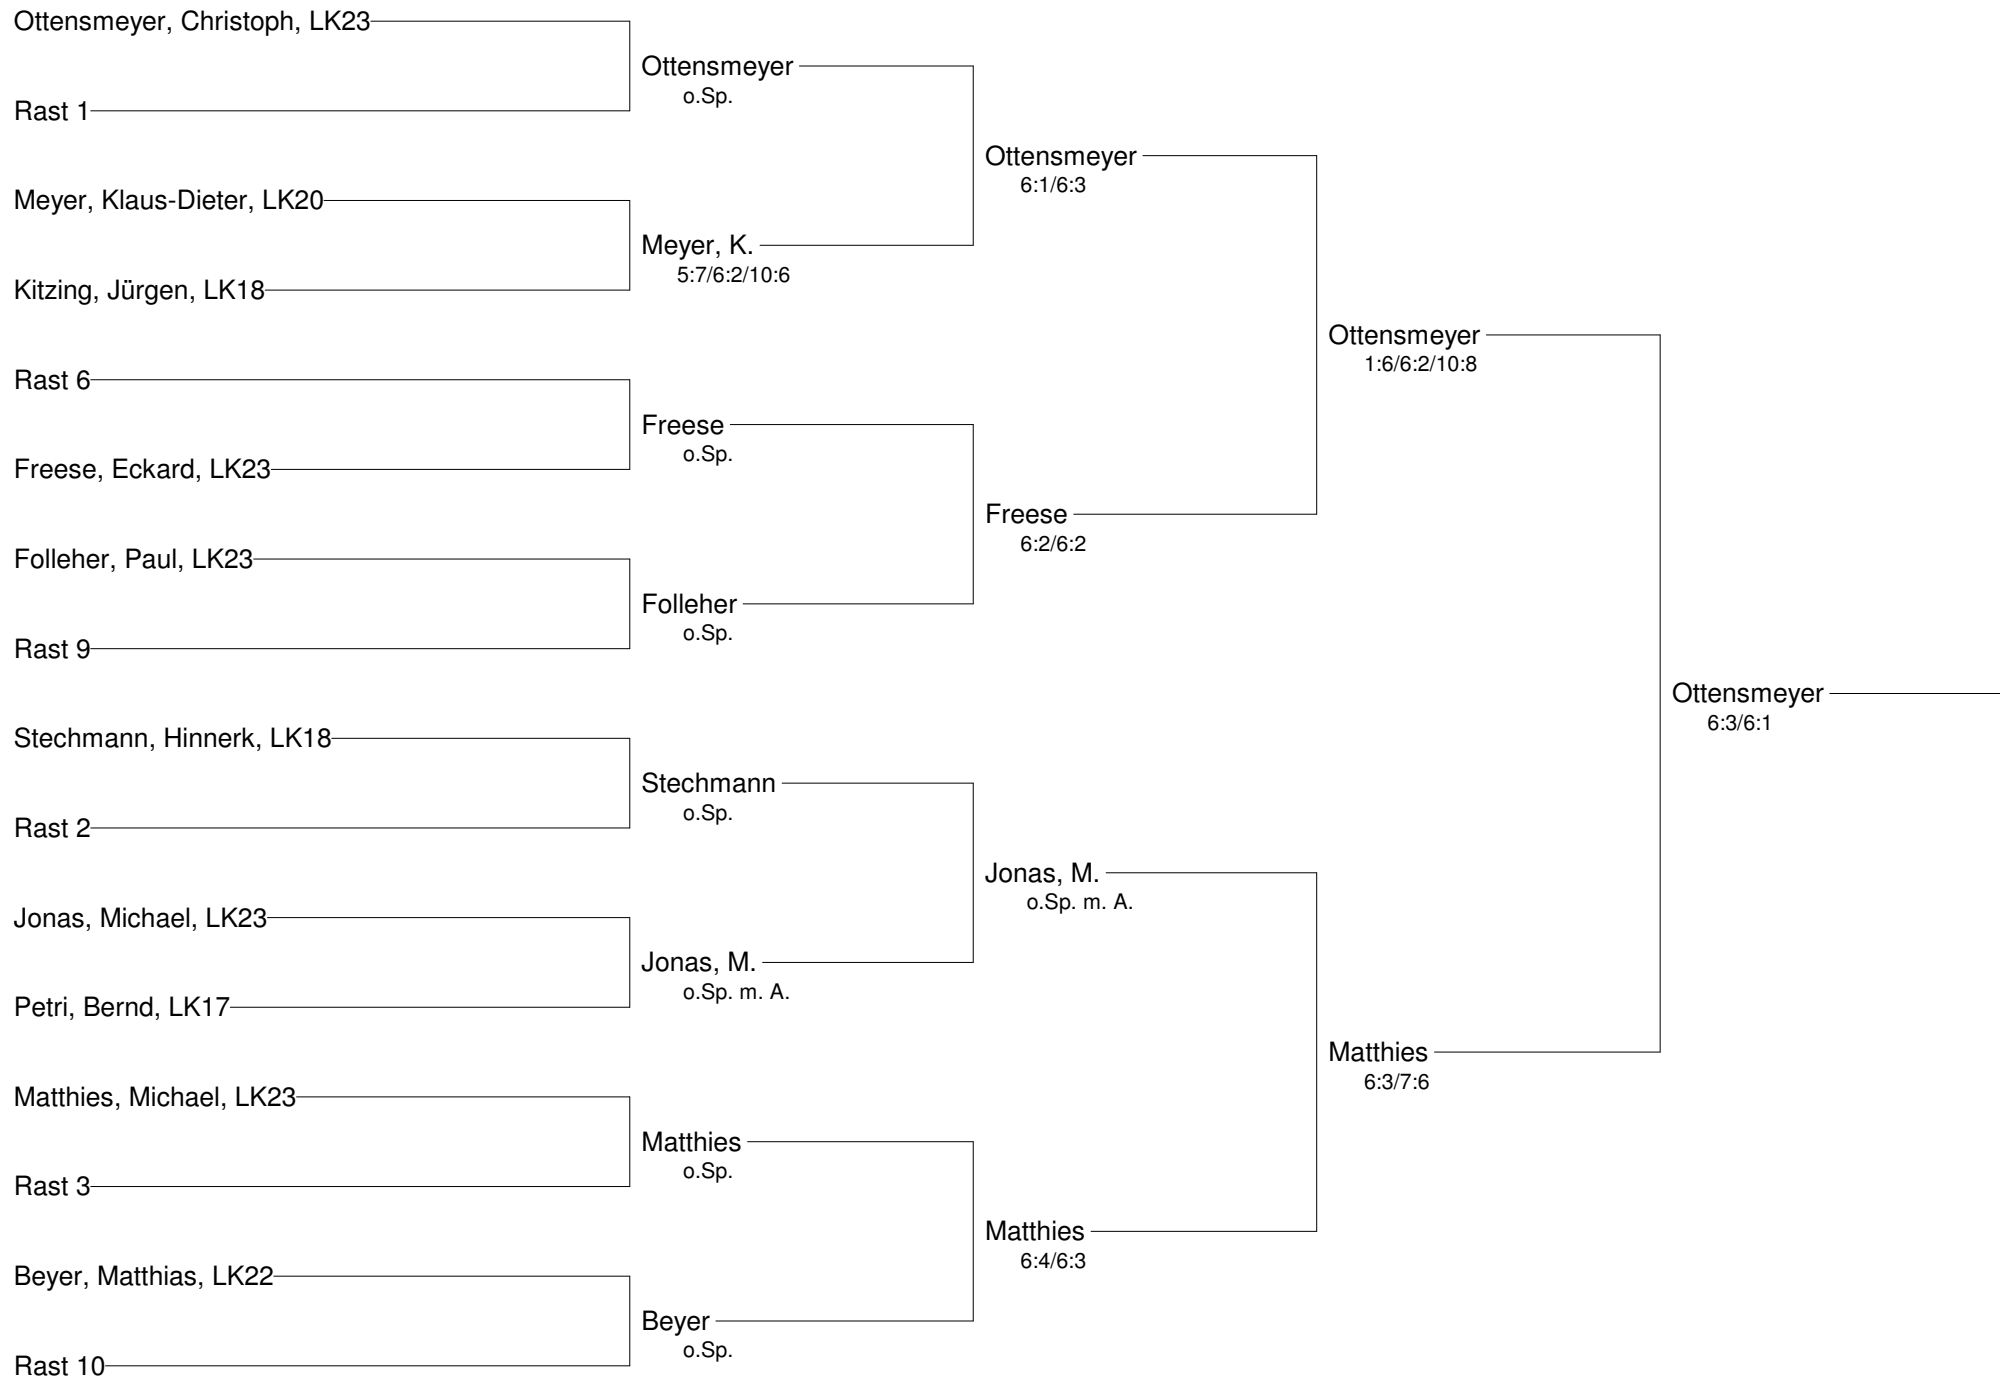 Ottensmeyer, Christoph, LK23
Rast 1
Meyer, Klaus-Dieter, LK20
Kitzing, Jürgen, LK18
Rast 6
Freese, Eckard, LK23
Folleher, Paul, LK23
Rast 9
Stechmann, Hinnerk, LK18
Rast 2
Jonas, Michael, LK23
Petri, Bernd, LK17
Matthies, Michael, LK23
Rast 3
Beyer, Matthias, LK22
Rast 10
Ottensmeyer
o.Sp.
Meyer, K.
5:7/6:2/10:6
Freese
o.Sp.
Folleher
o.Sp.
Stechmann
o.Sp.
Jonas, M.
o.Sp. m. A.
Matthies
o.Sp.
Beyer
o.Sp.
Ottensmeyer
6:1/6:3
Freese
6:2/6:2
Jonas, M.
o.Sp. m. A.
Matthies
6:4/6:3
Ottensmeyer
1:6/6:2/10:8
Matthies
6:3/7:6
Ottensmeyer
6:3/6:1